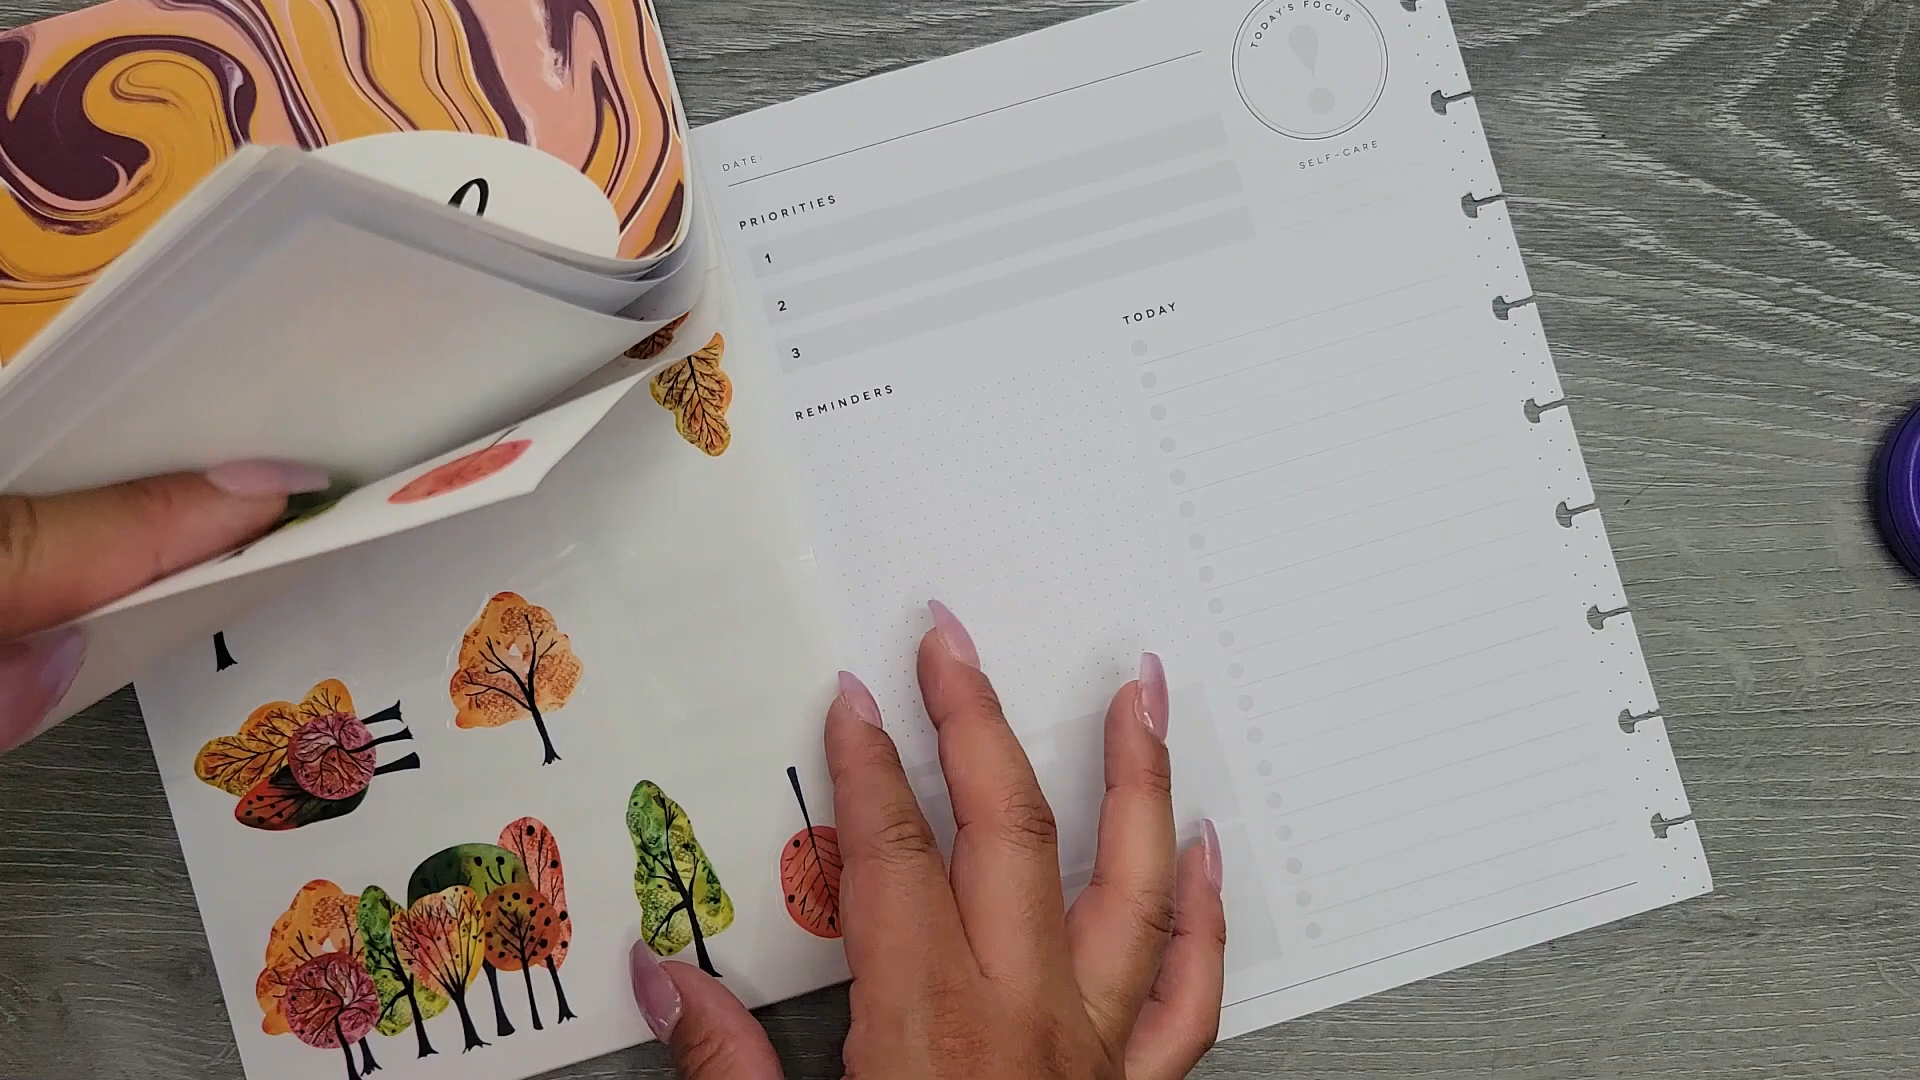 TODAY'S FOCUS
DATE:
SELF-CARE
PRIORITIES
1
2
3
TODAY
REMINDERS